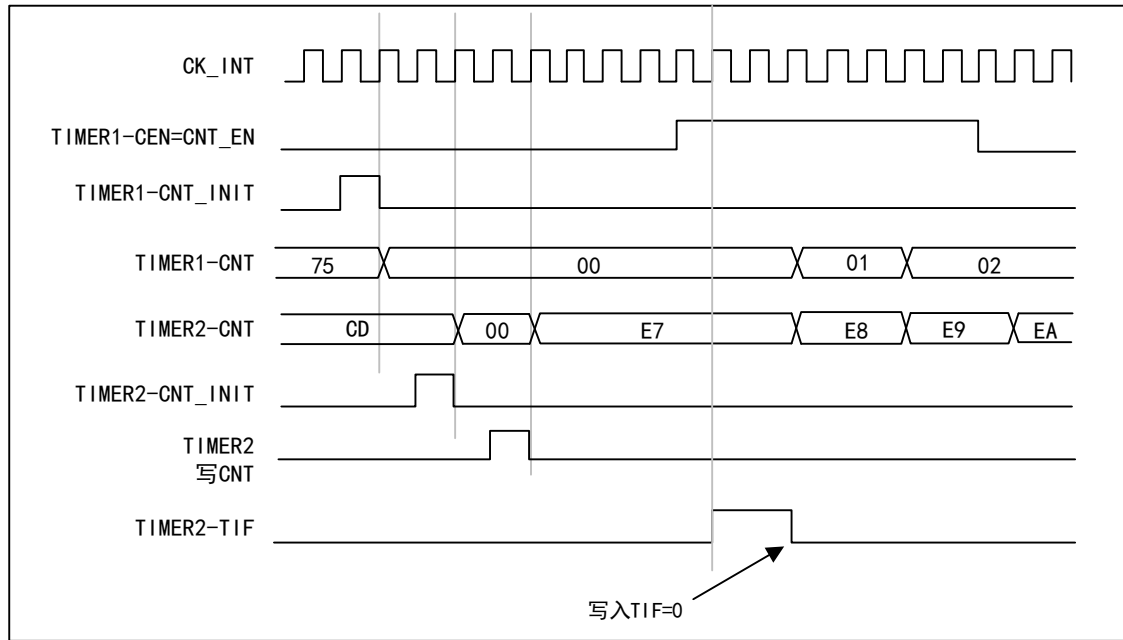 CK_INT
TIMER1-CEN=CNT_EN
TIMER1-CNT_INIT
TIMER1-CNT
75
00
01
02
TIMER2-CNT
CD
00
E7
E8
E9
EA
TIMER2-CNT_INIT
TIMER2
写CNT
TIMER2-TIF
写入TIF=0